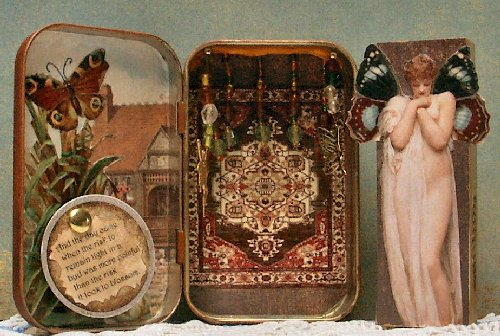 And the day came
when the risk to
remain tight in a
bud was more painful
than the risk
it took to blossom.